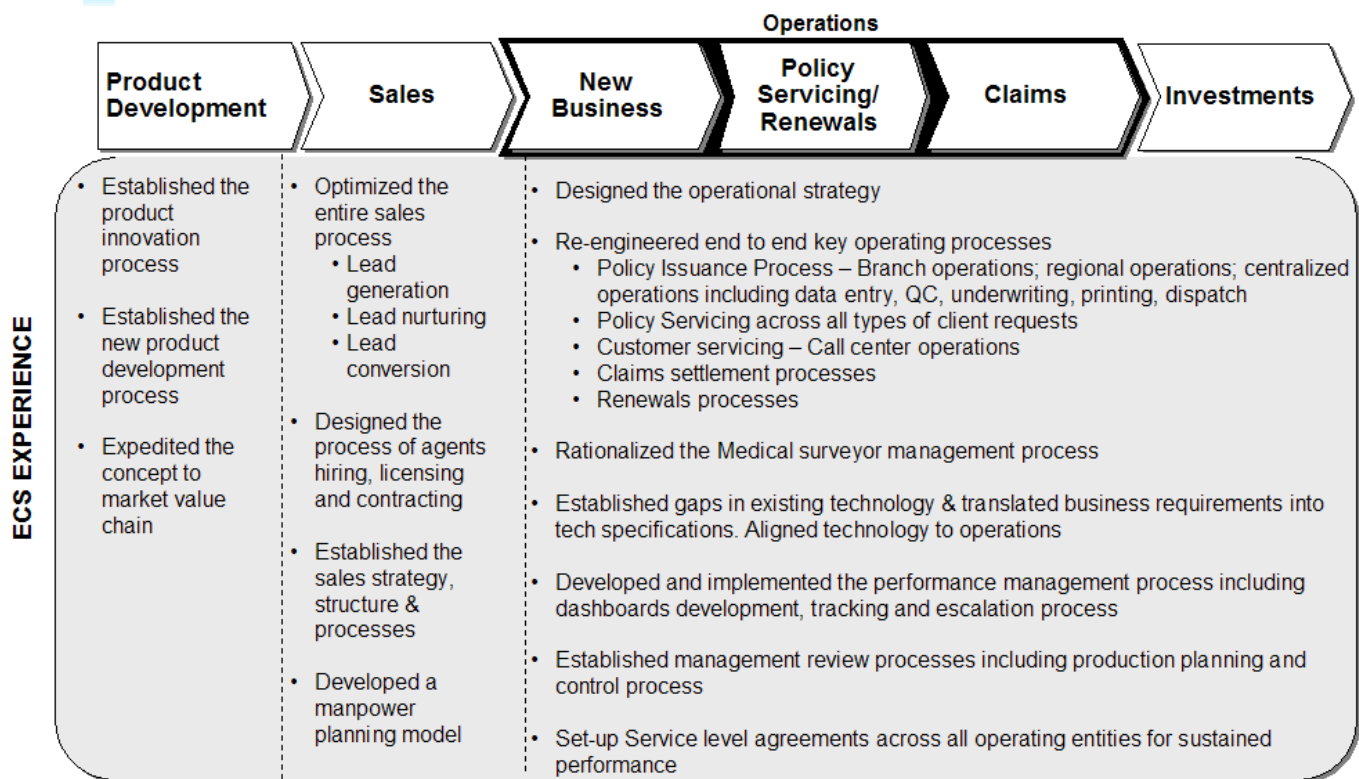 Operations
Product
Development
Sales
New
Business
Policy
Servicing/
Renewals
Claims
Investments
ECS EXPERIENCE
• Established the
product
innovation
process
• Established the
new product
development
process
• Expedited the
concept to
market value
chain
• Optimized the
entire sales
process
• Lead
generation
• Lead nurturing
• Lead
conversion
• Designed the
process of agents
hiring, licensing
and contracting
• Established the
sales strategy,
structure &
processes
• Developed a
manpower
planning model
• Designed the operational strategy
• Re-engineered end to end key operating processes
• Policy Issuance Process – Branch operations; regional operations; centralized
operations including data entry, QC, underwriting, printing, dispatch
• Policy Servicing across all types of client requests
• Customer servicing – Call center operations
• Claims settlement processes
• Renewals processes
• Rationalized the Medical surveyor management process
• Established gaps in existing technology & translated business requirements into
tech specifications. Aligned technology to operations
• Developed and implemented the performance management process including
dashboards development, tracking and escalation process
• Established management review processes including production planning and
control process
• Set-up Service level agreements across all operating entities for sustained
performance